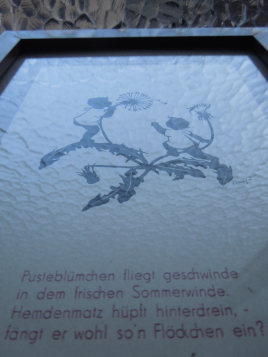 Pusteblümchen fliegt geschwinde
in dem frischen Sommerwinde.
Hemdenmatz hüpft hinterdrein, -
fängt er wohl so'n Flöckchen ein?